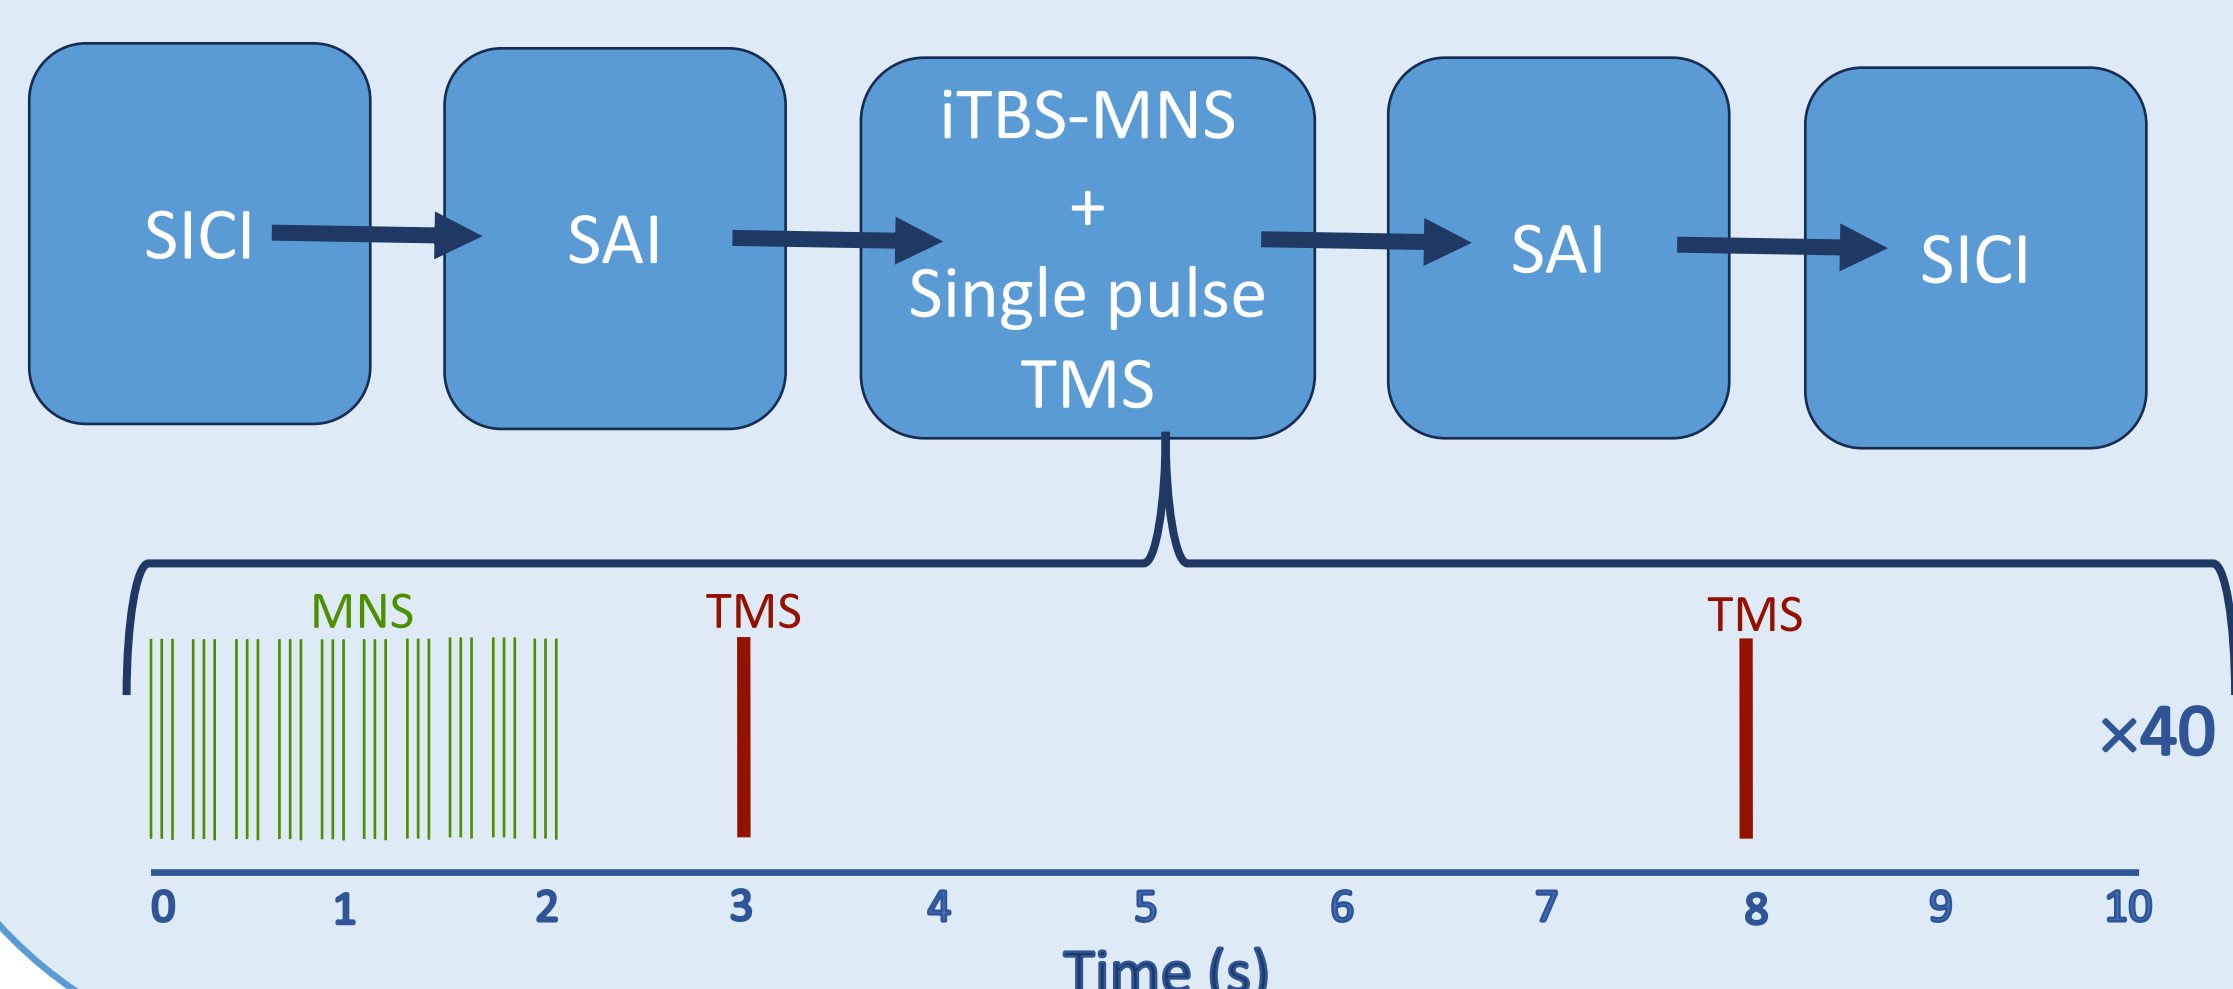 SICI
SAI
iTBS-MNS
+
Single pulse
TMS
SAI
SICI
MNS
TMS
TMS
×40
0 1 2 3 4 5 6 7 8 9 10
Time (s)